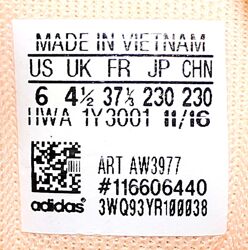 MADE IN VIETNAM
US UK FR JP CHN
6 4½ 37⅓ 230 230
HWA 1Y3001 11/16
ART AW3977
#116606440
adidas® 3WQ93YR100038